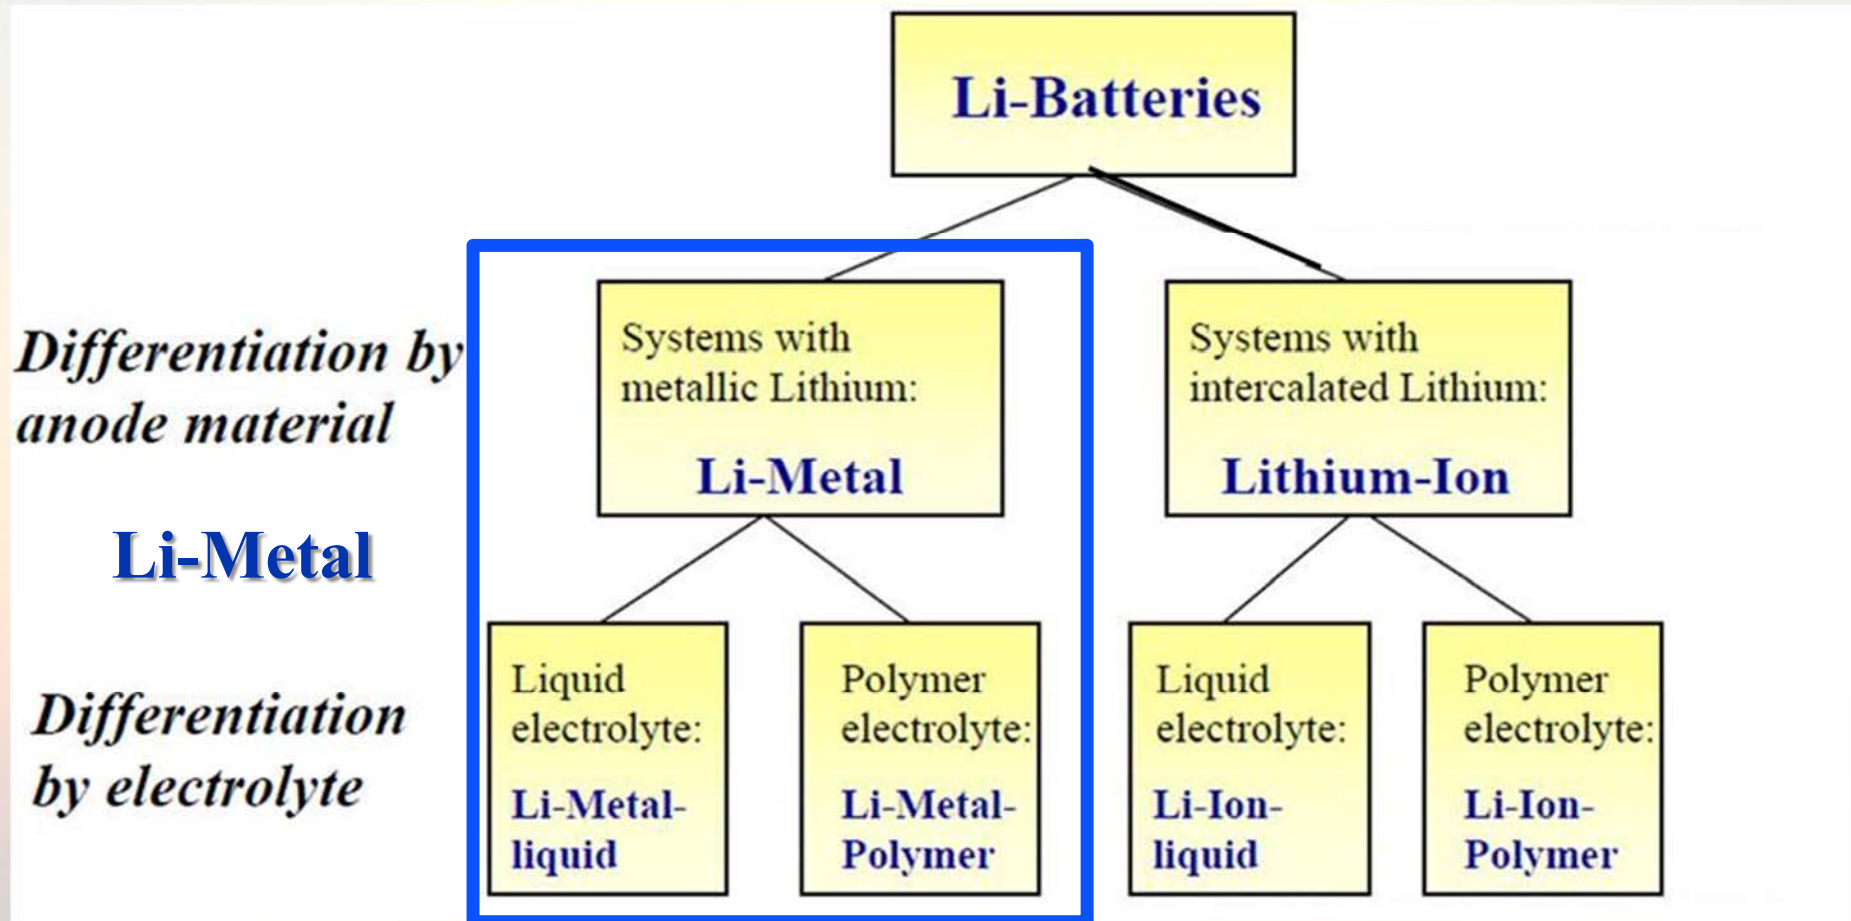 Li-Batteries
Differentiation by
anode material
Systems with
metallic Lithium:
Li-Metal
Systems with
intercalated Lithium:
Lithium-Ion
Li-Metal
Differentiation
by electrolyte
Liquid
electrolyte:
Li-Metal-
liquid
Polymer
electrolyte:
Li-Metal-
Polymer
Liquid
electrolyte:
Li-Ion-
liquid
Polymer
electrolyte:
Li-Ion-
Polymer